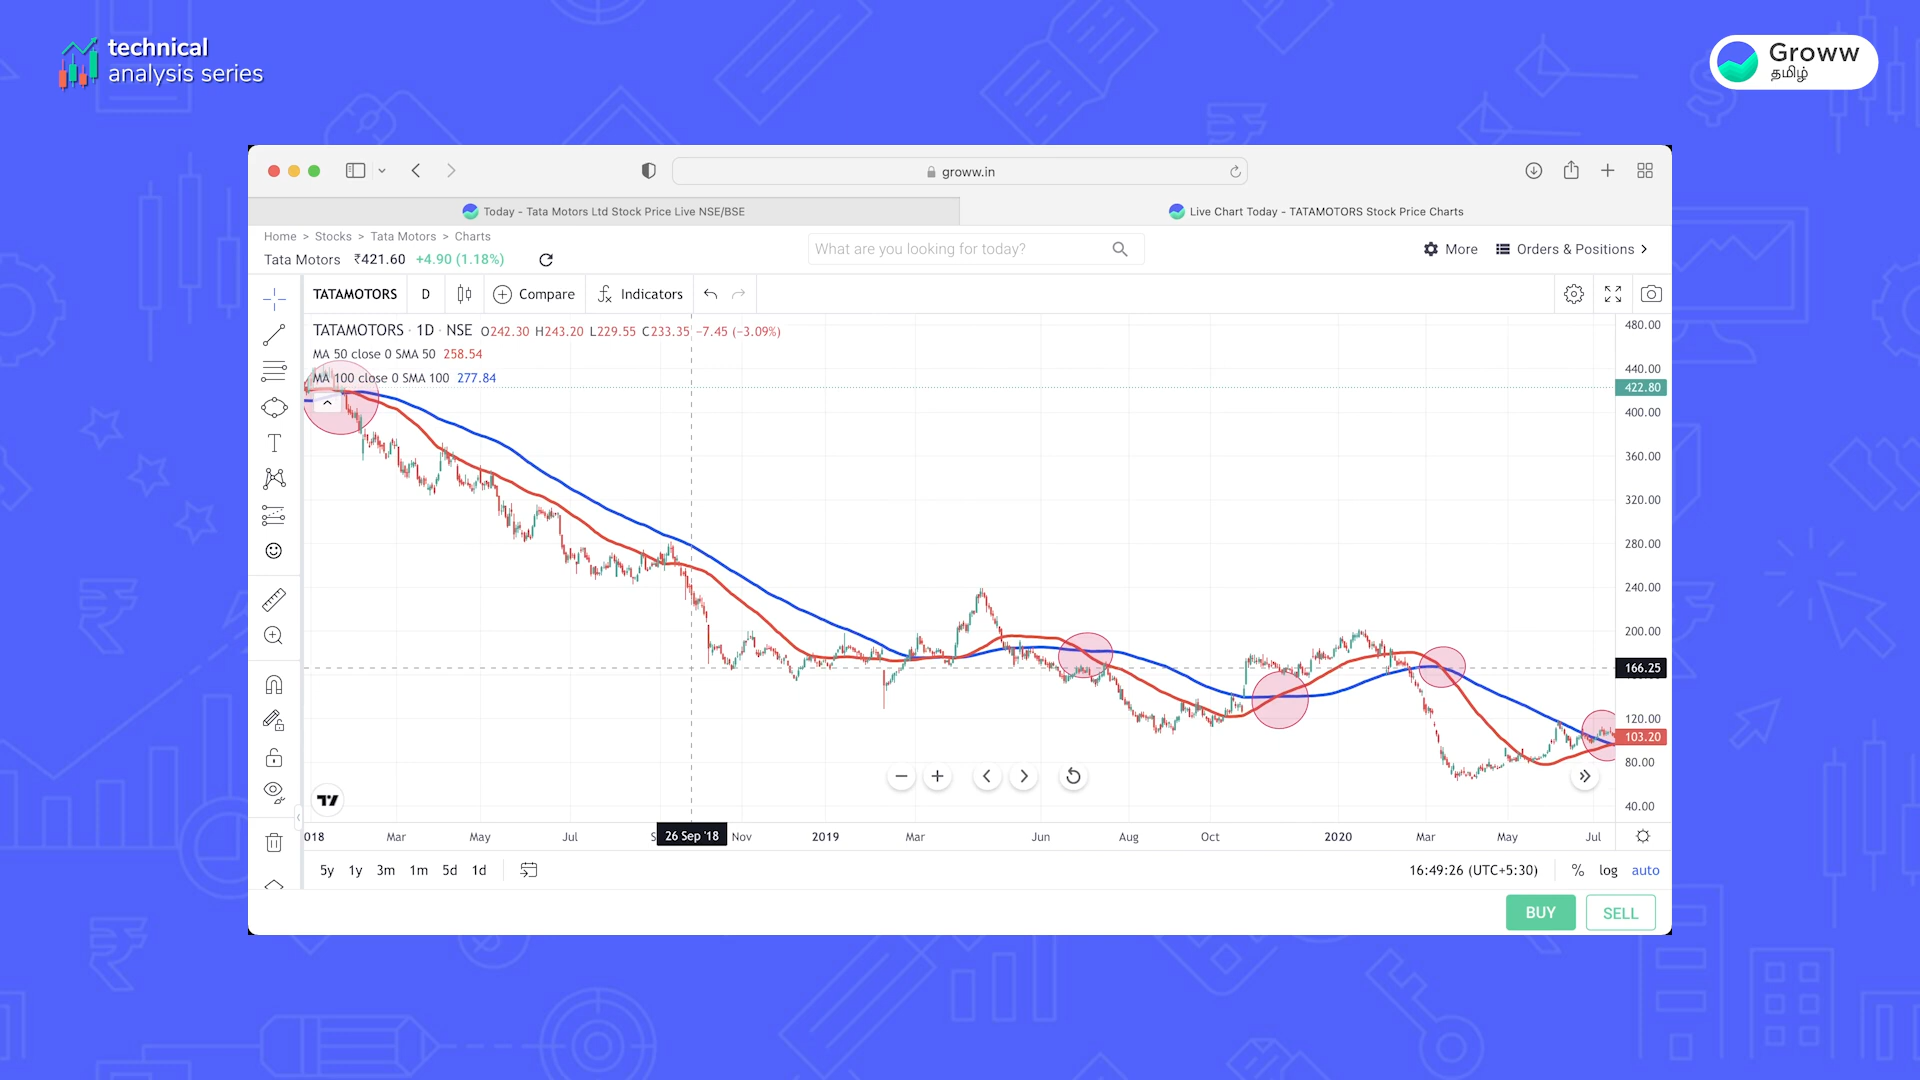 technical
analysis series
Groww
தமிழ்
groww.in
Today - Tata Motors Ltd Stock Price Live NSE/BSE
Live Chart Today - TATAMOTORS Stock Price Charts
Home > Stocks > Tata Motors > Charts
Tata Motors ₹421.60 +4.90 (1.18%)
What are you looking for today?
More
Orders & Positions
TATAMOTORS D Compare Indicators
TATAMOTORS · 1D · NSE O242.30 H243.20 L229.55 C233.35 −7.45 (−3.09%)
MA 50 close 0 SMA 50 258.54
MA 100 close 0 SMA 100 277.84
480.00
440.00
422.80
400.00
360.00
320.00
280.00
240.00
200.00
166.25
120.00
103.20
80.00
40.00
018 Mar May Jul S 26 Sep '18 Nov 2019 Mar Jun Aug Oct 2020 Mar May Jul
5y 1y 3m 1m 5d 1d
16:49:26 (UTC+5:30) % log auto
BUY SELL